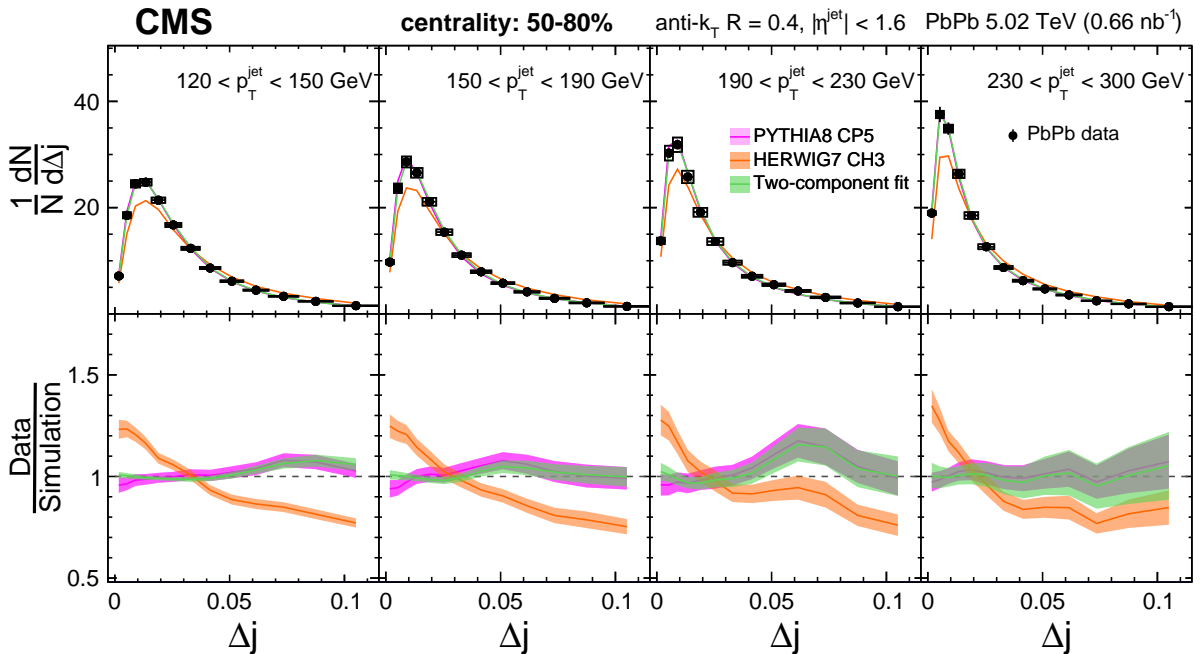 CMS centrality: 50-80% anti-k_T R = 0.4, |η^jet| < 1.6 PbPb 5.02 TeV (0.66 nb^-1)
120 < p_T^jet < 150 GeV 150 < p_T^jet < 190 GeV 190 < p_T^jet < 230 GeV 230 < p_T^jet < 300 GeV
PYTHIA8 CP5
HERWIG7 CH3
Two-component fit
PbPb data
1/N dN/dΔj
40
20
Data/Simulation
1.5
1
0.5
0 0.05 0.1 0 0.05 0.1 0 0.05 0.1 0 0.05 0.1
Δj Δj Δj Δj